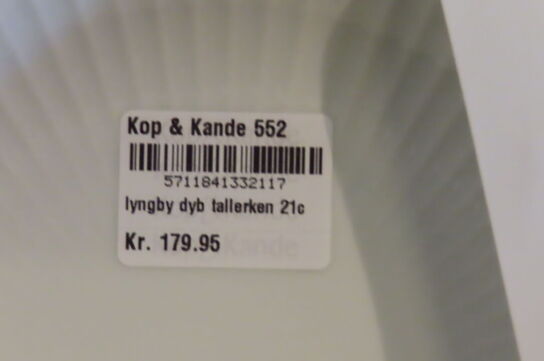 Kop & Kande 552
5711841332117
lyngby dyb tallerken 21c
Kr. 179.95